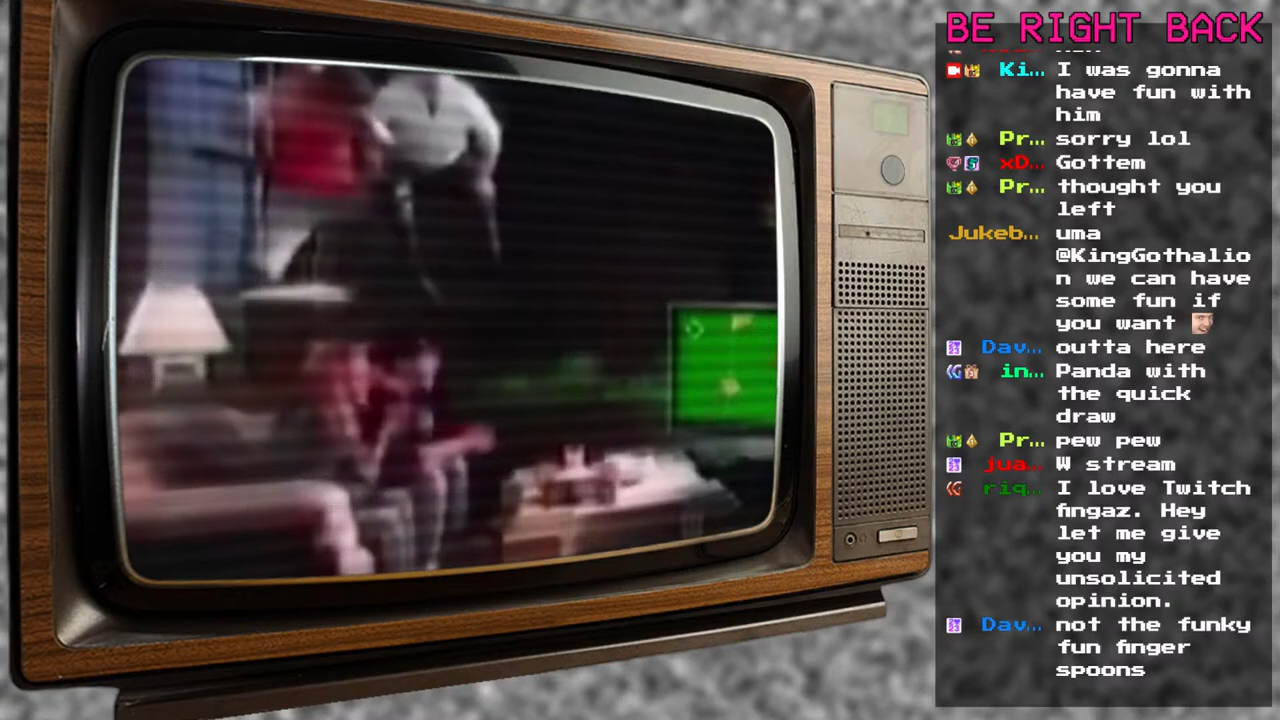 BE RIGHT BACK
Ki... I was gonna
have fun with
him
Pr... sorry lol
xD... Gottem
Pr... thought you
left
Jukeb... uma
@KingGothalio
n we can have
some fun if
you want
Dav... outta here
in... Panda with
the quick
draw
Pr... pew pew
jua... W stream
riq... I love Twitch
fingaz. Hey
let me give
you my
unsolicited
opinion.
Dav... not the funky
fun finger
spoons